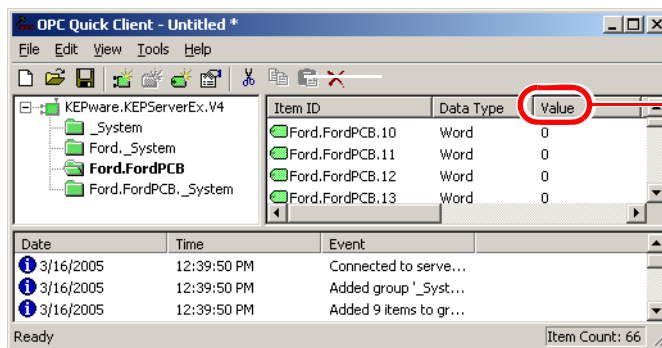 OPC Quick Client - Untitled *
File Edit View Tools Help
KEPware.KEPServerEx.V4
_System
Ford._System
Ford.FordPCB
Ford.FordPCB._System
Item ID Data Type Value
Ford.FordPCB.10 Word 0
Ford.FordPCB.11 Word 0
Ford.FordPCB.12 Word 0
Ford.FordPCB.13 Word 0
Date Time Event
3/16/2005 12:39:50 PM Connected to serve...
3/16/2005 12:39:50 PM Added group '_Syst...
3/16/2005 12:39:50 PM Added 9 items to gr...
Ready Item Count: 66